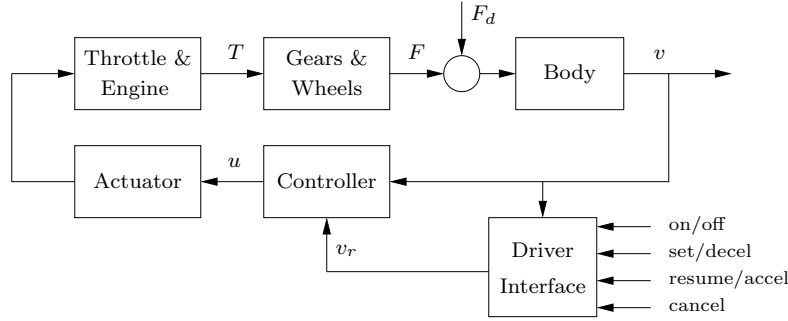 F_d
Throttle &
Engine
T
Gears &
Wheels
F
Body
v
Actuator
u
Controller
v_r
Driver
Interface
on/off
set/decel
resume/accel
cancel